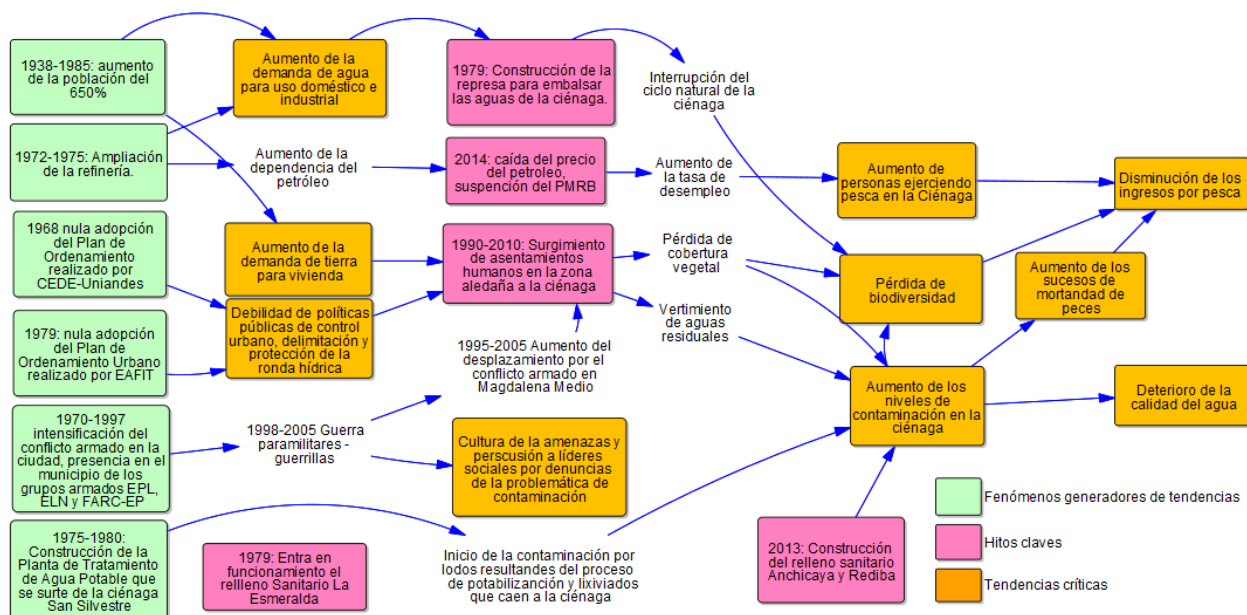 1938-1985: aumento
de la población del
650%
Aumento de la
demanda de agua
para uso doméstico e
industrial
1979: Construcción de la
represa para embalsar
las aguas de la ciénaga.
Interrupción del
ciclo natural de la
ciénaga
1972-1975: Ampliación
de la refinería.
Aumento de la
dependencia del
petróleo
2014: caída del precio
del petroleo,
suspención del PMRB
Aumento de
la tasa de
desempleo
Aumento de
personas ejerciendo
pesca en la Ciénaga
Disminución de los
ingresos por pesca
1968 nula adopción
del Plan de
Ordenamiento
realizado por
CEDE-Uniandes
Aumento de la
demanda de tierra
para vivienda
1990-2010: Surgimiento
de asentamientos
humanos en la zona
aledaña a la ciénaga
Pérdida de
cobertura
vegetal
Pérdida de
biodiversidad
Aumento de los
sucesos de
mortandad de
peces
1979: nula adopción
del Plan de
Ordenamiento Urbano
realizado por EAFIT
Debilidad de políticas
públicas de control
urbano, delimitación y
protección de la
ronda hídrica
1995-2005 Aumento del
desplazamiento por el
conflicto armado en
Magdalena Medio
Vertimiento
de aguas
residuales
Aumento de los
niveles de
contaminación en la
ciénaga
Deterioro de la
calidad del agua
1970-1997
intensificación del
conflicto armado en la
ciudad, presencia en el
municipio de los
grupos armados EPL,
ELN y FARC-EP
1998-2005 Guerra
paramilitares -
guerrillas
Cultura de la amenazas y
perscusión a líderes
sociales por denuncias
de la problemática de
contaminación
1975-1980:
Construcción de la
Planta de Tratamiento
de Agua Potable que
se surte de la ciénaga
San Silvestre
1979: Entra en
funcionamiento el
rellleno Sanitario La
Esmeralda
Inicio de la contaminación por
lodos resultandes del proceso
de potabilizanción y lixiviados
que caen a la ciénaga
2013: Construcción
del relleno sanitario
Anchicaya y Rediba
Fenómenos generadores de tendencias
Hitos claves
Tendencias críticas